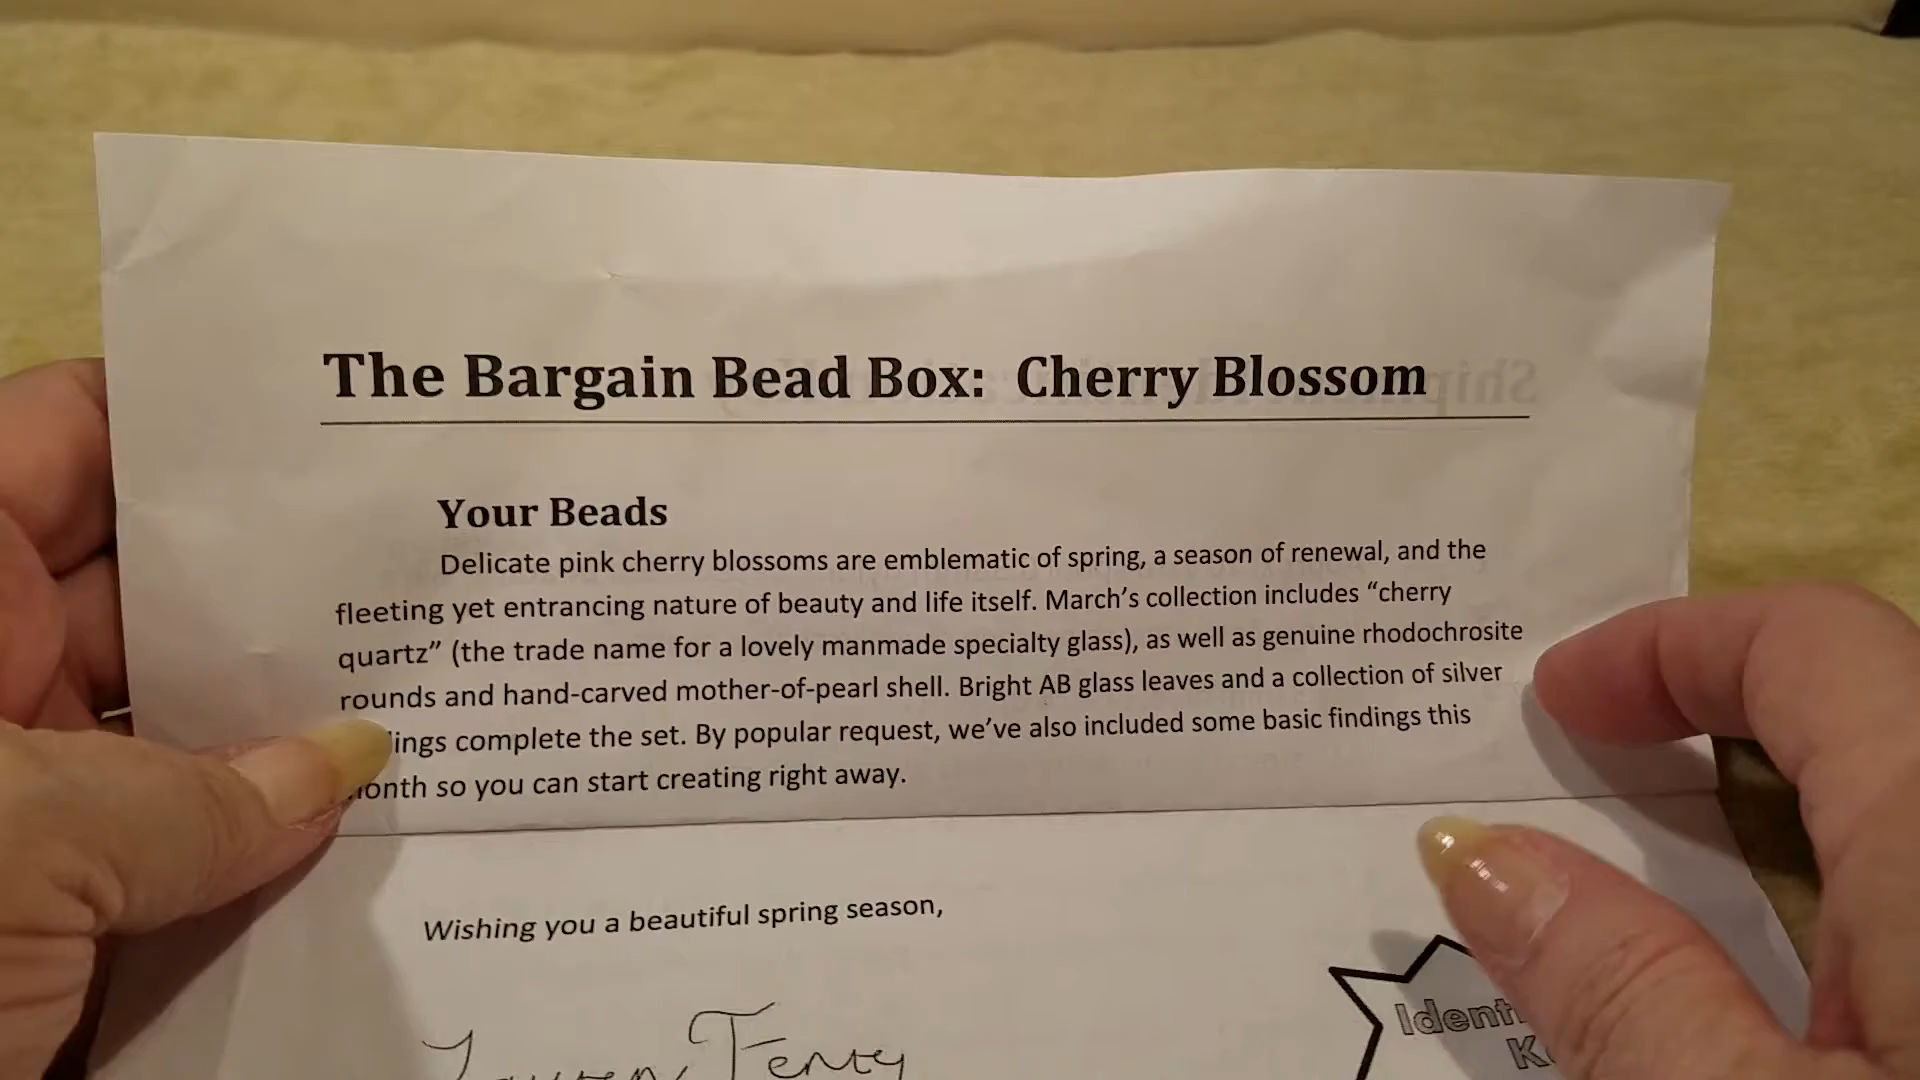 The Bargain Bead Box: Cherry Blossom
Your Beads
Delicate pink cherry blossoms are emblematic of spring, a season of renewal, and the
fleeting yet entrancing nature of beauty and life itself. March's collection includes “cherry
quartz” (the trade name for a lovely manmade specialty glass), as well as genuine rhodochrosite
rounds and hand-carved mother-of-pearl shell. Bright AB glass leaves and a collection of silver
complete the set. By popular request, we've also included some basic findings this
so you can start creating right away.
Wishing you a beautiful spring season,